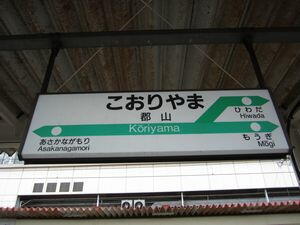 こおりやま
郡山
Kōriyama
ひわだ
Hiwada
もうぎ
Mōgi
あさかながもり
Asakanagamori